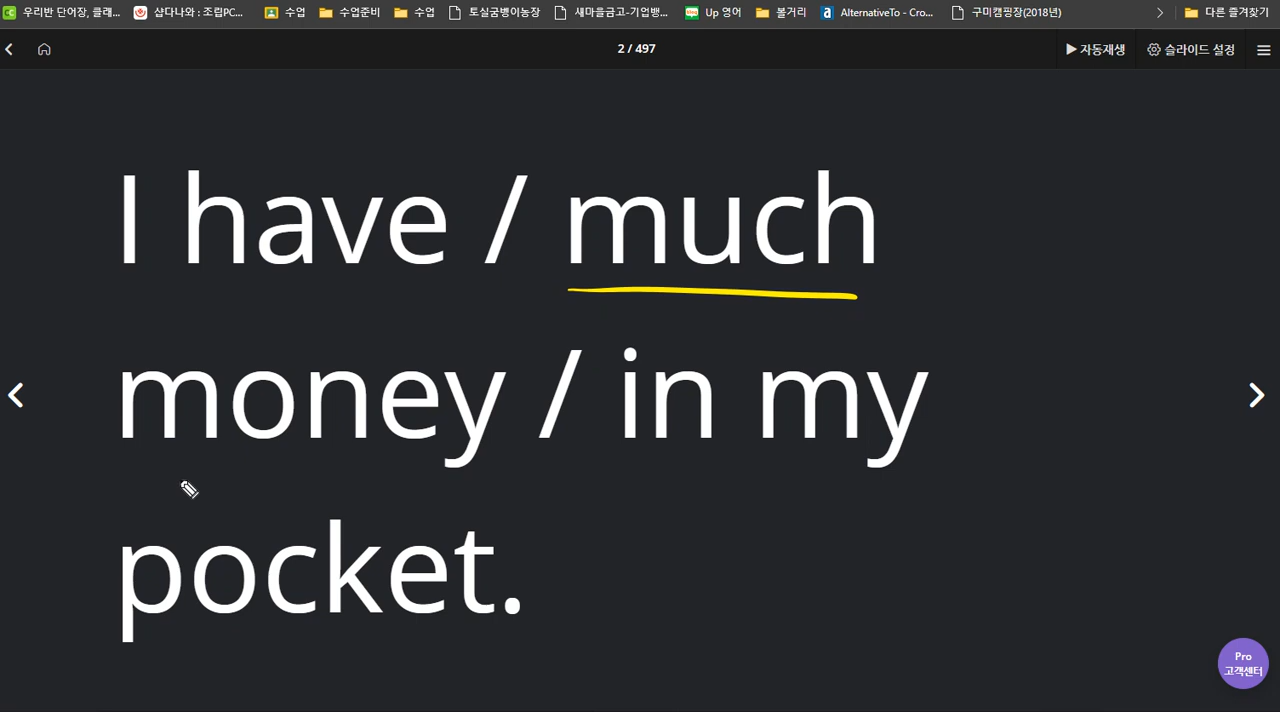 우리반 단어장, 클래... 샵다나와 : 조립PC... 수업 수업준비 수업 토실굼벵이농장 새마을금고-기업뱅... Up 영어 볼거리 AlternativeTo - Cro... 구미캠핑장(2018년) 다른 즐겨찾기
2 / 497 자동재생 슬라이드 설정
I have / much
money / in my
pocket.
Pro
고객센터